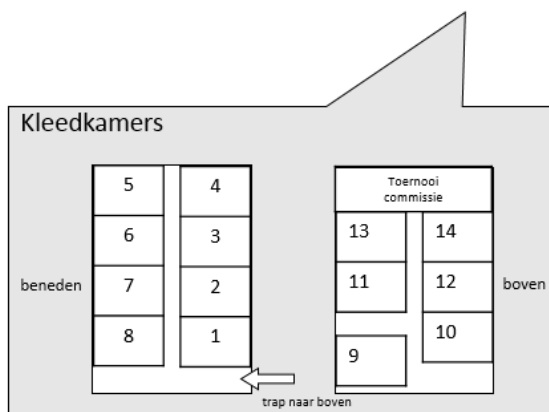 Kleedkamers
5 4
6 3
beneden 7 2
8 1
trap naar boven
Toernooi
commissie
13 14
11 12 boven
10
9